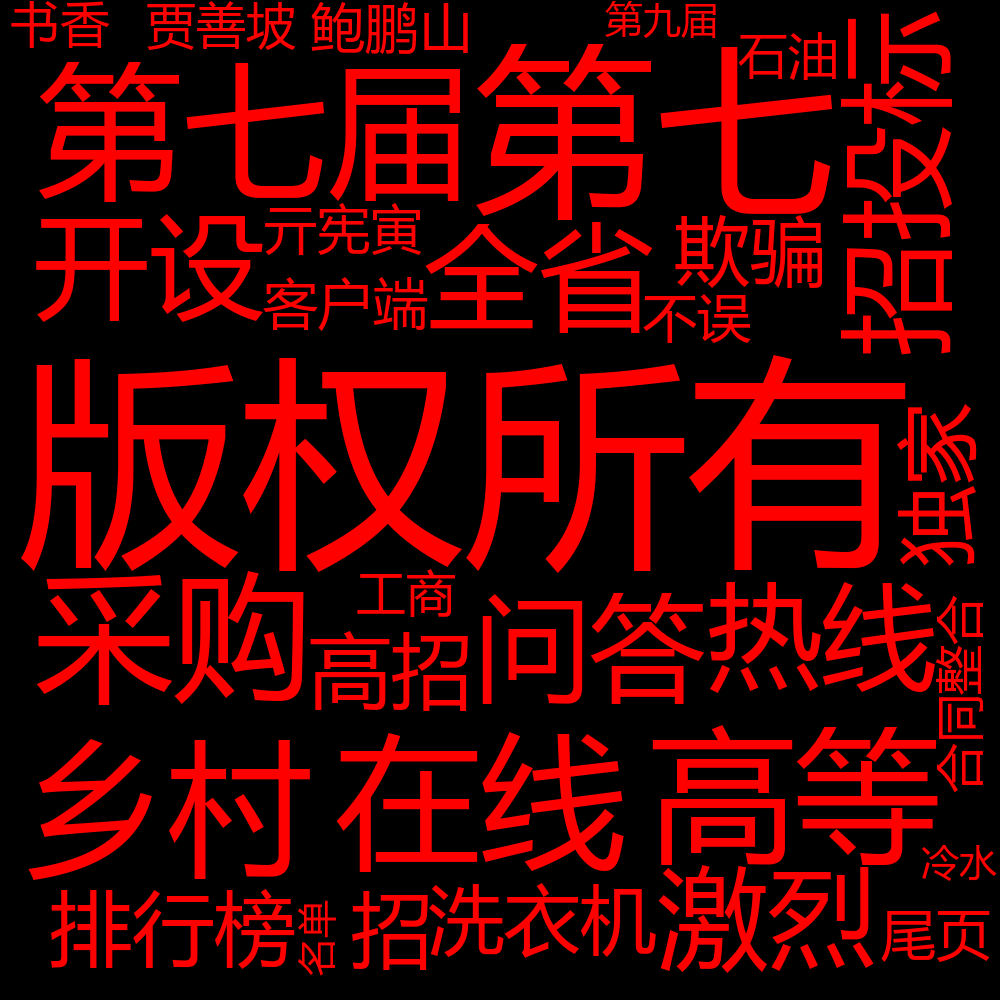 书香 贾善坡 鲍鹏山 第九届
石油
第七届 第七
招投标
开设 亓宪寅 全省 欺骗
客户端 不误
版权所有
独家
采购 工商 问答 热线
高招
合同整合
乡村 在线 高等
冷水
排行榜 名单 招 洗衣机 激烈 尾页